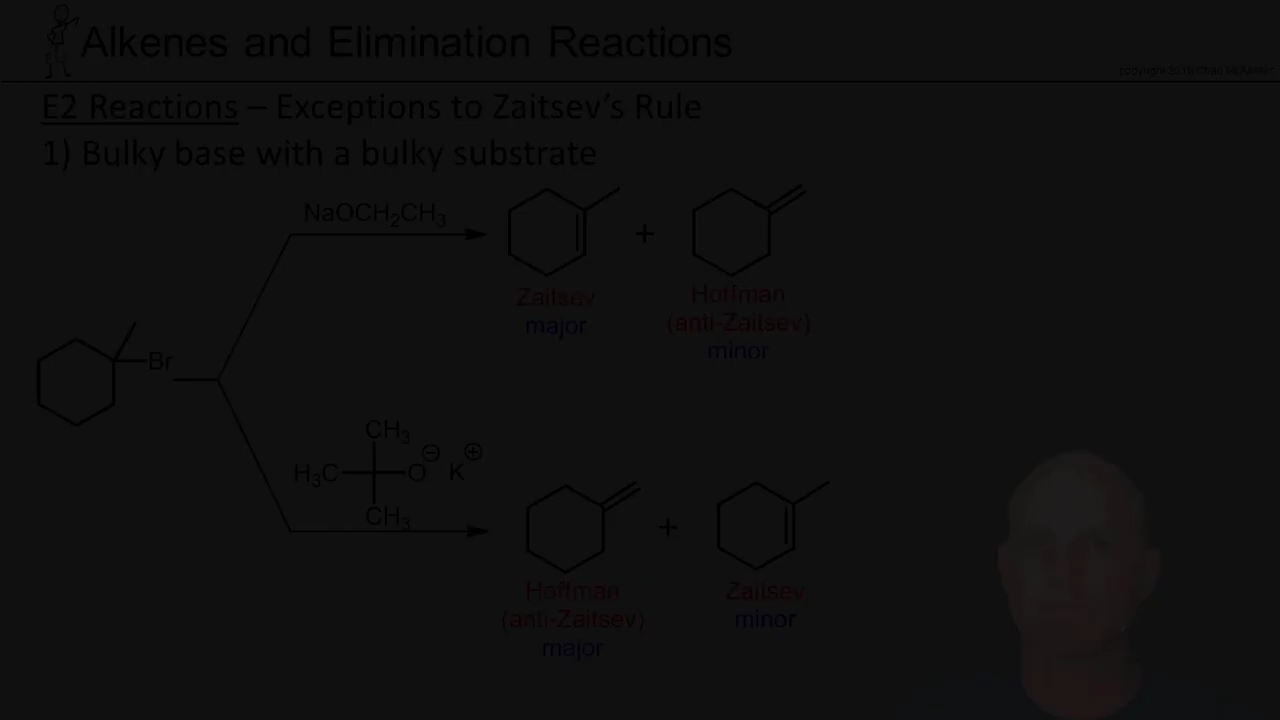 Alkenes and Elimination Reactions
E2 Reactions – Exceptions to Zaitsev's Rule
1) Bulky base with a bulky substrate
NaOCH₂CH₃
+
Zaitsev
major
Hoffman
(anti-Zaitsev)
minor
Br
CH₃
H₃C
O
⊖
K
⊕
CH₃
+
Hoffman
(anti-Zaitsev)
major
Zaitsev
minor